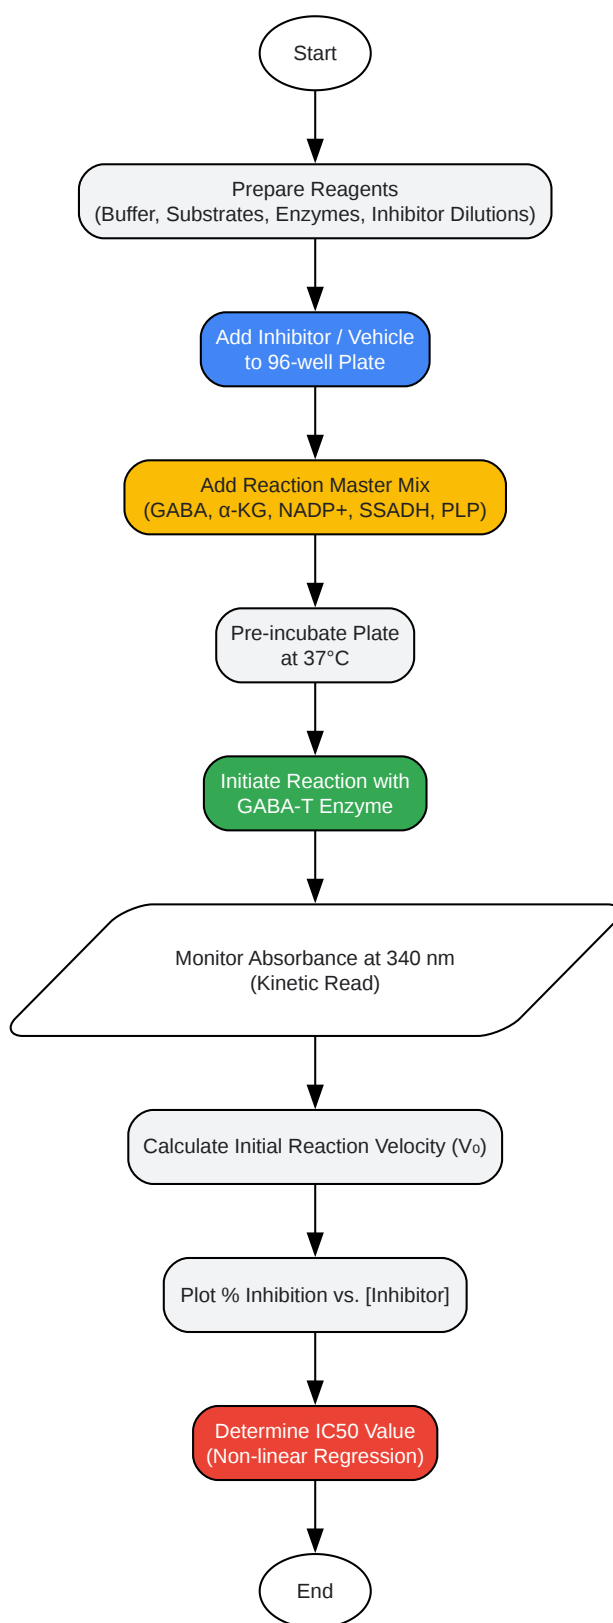 Start
Prepare Reagents
(Buffer, Substrates, Enzymes, Inhibitor Dilutions)
Add Inhibitor / Vehicle
to 96-well Plate
Add Reaction Master Mix
(GABA, α-KG, NADP+, SSADH, PLP)
Pre-incubate Plate
at 37°C
Initiate Reaction with
GABA-T Enzyme
Monitor Absorbance at 340 nm
(Kinetic Read)
Calculate Initial Reaction Velocity (V₀)
Plot % Inhibition vs. [Inhibitor]
Determine IC50 Value
(Non-linear Regression)
End